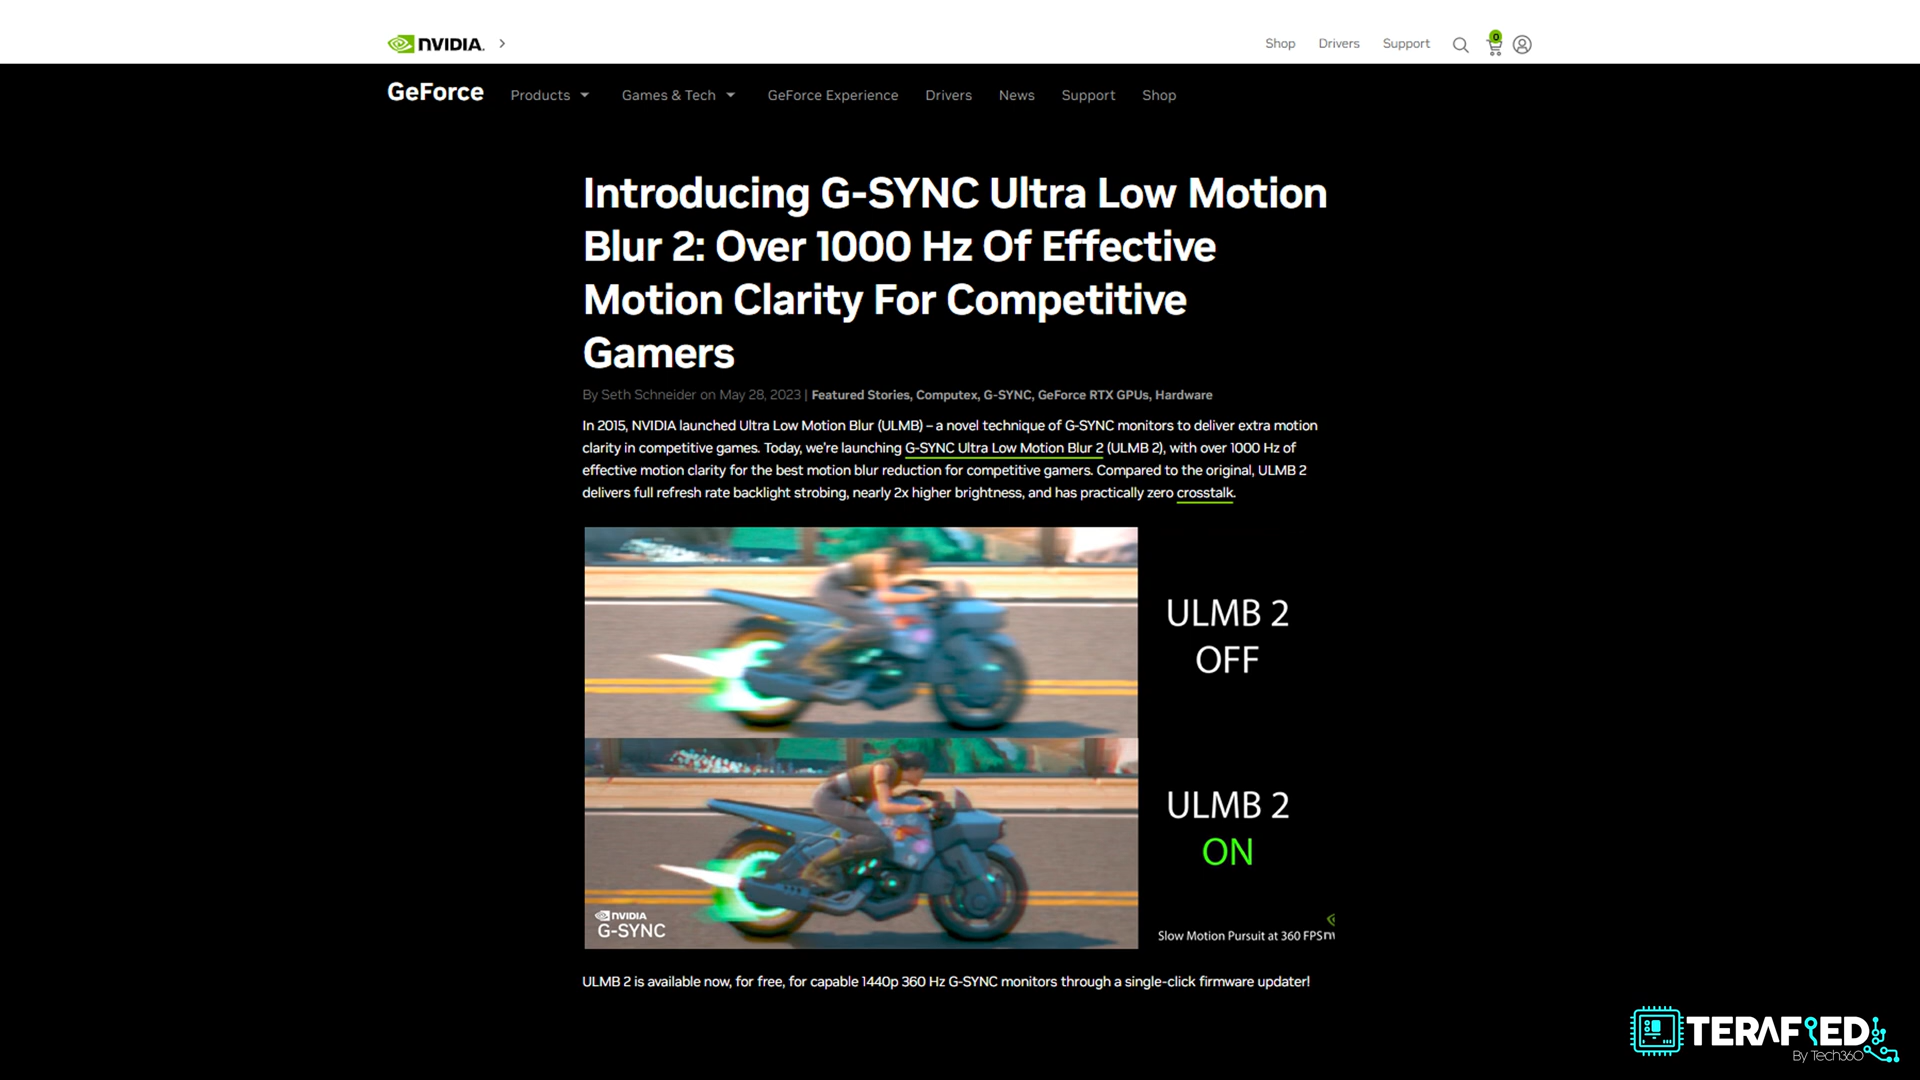 NVIDIA.
Shop Drivers Support 0
GeForce Products Games & Tech GeForce Experience Drivers News Support Shop
Introducing G-SYNC Ultra Low Motion
Blur 2: Over 1000 Hz Of Effective
Motion Clarity For Competitive
Gamers
By Seth Schneider on May 28, 2023 | Featured Stories, Computex, G-SYNC, GeForce RTX GPUs, Hardware
In 2015, NVIDIA launched Ultra Low Motion Blur (ULMB) – a novel technique of G-SYNC monitors to deliver extra motion
clarity in competitive games. Today, we're launching G-SYNC Ultra Low Motion Blur 2 (ULMB 2), with over 1000 Hz of
effective motion clarity for the best motion blur reduction for competitive gamers. Compared to the original, ULMB 2
delivers full refresh rate backlight strobing, nearly 2x higher brightness, and has practically zero crosstalk.
ULMB 2
OFF
ULMB 2
ON
NVIDIA
G-SYNC
Slow Motion Pursuit at 360 FPS
ULMB 2 is available now, for free, for capable 1440p 360 Hz G-SYNC monitors through a single-click firmware updater!
TERAFIED
By Tech360